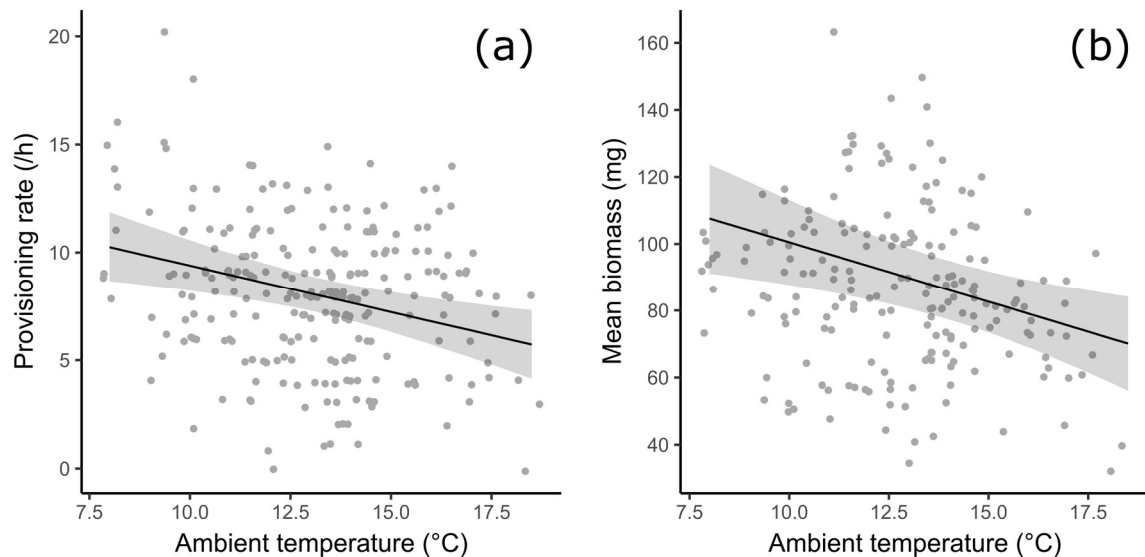 (a)
Provisioning rate (/h)
20
15
10
5
0
7.5 10.0 12.5 15.0 17.5
Ambient temperature (°C)
(b)
Mean biomass (mg)
160
140
120
100
80
60
40
7.5 10.0 12.5 15.0 17.5
Ambient temperature (°C)